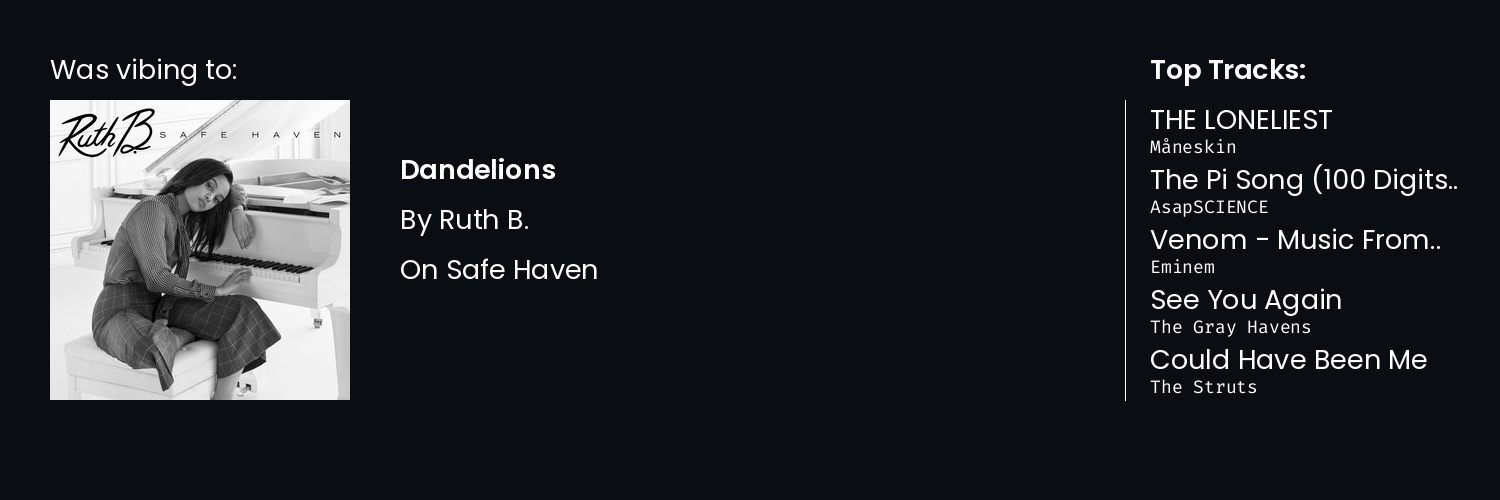 Was vibing to:
Ruth B. SAFE HAVEN
Dandelions
By Ruth B.
On Safe Haven
Top Tracks:
THE LONELIEST
Måneskin
The Pi Song (100 Digits..
AsapSCIENCE
Venom - Music From..
Eminem
See You Again
The Gray Havens
Could Have Been Me
The Struts